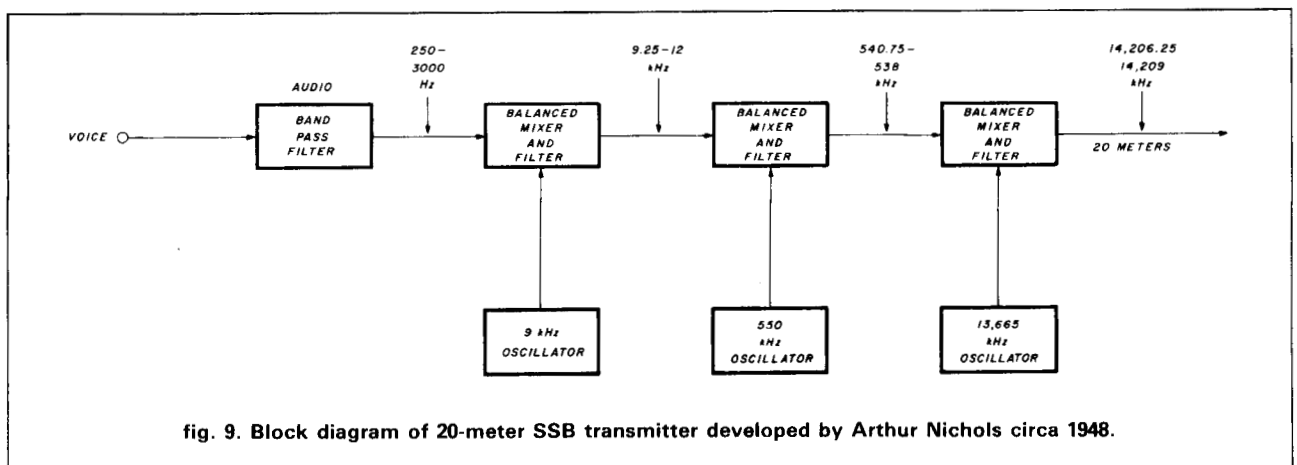 VOICE
AUDIO
BAND
PASS
FILTER
250–
3000
Hz
BALANCED
MIXER
AND
FILTER
9.25–12
kHz
BALANCED
MIXER
AND
FILTER
540.75–
538
kHz
BALANCED
MIXER
AND
FILTER
14,206.25
14,209
kHz
20 METERS
9 kHz
OSCILLATOR
550
kHz
OSCILLATOR
13,665
kHz
OSCILLATOR
fig. 9. Block diagram of 20-meter SSB transmitter developed by Arthur Nichols circa 1948.